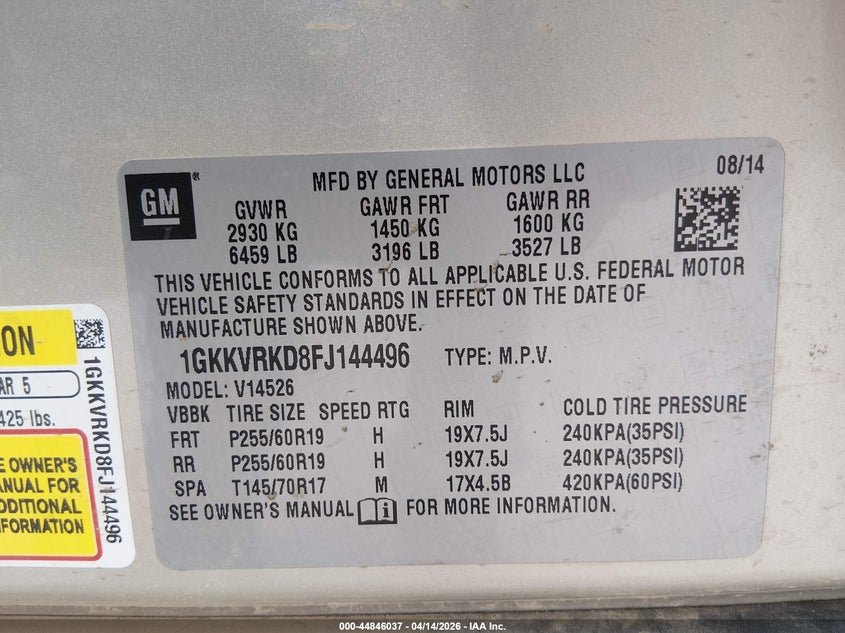 GM ®
MFD BY GENERAL MOTORS LLC
08/14
GVWR GAWR FRT GAWR RR
2930 KG 1450 KG 1600 KG
6459 LB 3196 LB 3527 LB
THIS VEHICLE CONFORMS TO ALL APPLICABLE U.S. FEDERAL MOTOR
VEHICLE SAFETY STANDARDS IN EFFECT ON THE DATE OF
MANUFACTURE SHOWN ABOVE.
1GKKVRKD8FJ144496 TYPE: M.P.V.
MODEL: V14526
VBBK TIRE SIZE SPEED RTG RIM COLD TIRE PRESSURE
FRT P255/60R19 H 19X7.5J 240KPA(35PSI)
RR P255/60R19 H 19X7.5J 240KPA(35PSI)
SPA T145/70R17 M 17X4.5B 420KPA(60PSI)
SEE OWNER'S MANUAL FOR MORE INFORMATION.
ION
AR 5
425 lbs.
E OWNER'S
ANUAL FOR
DDITIONAL
FORMATION
1GKKVRKD8FJ144496
000-44846037 - 04/14/2026 - IAA Inc.